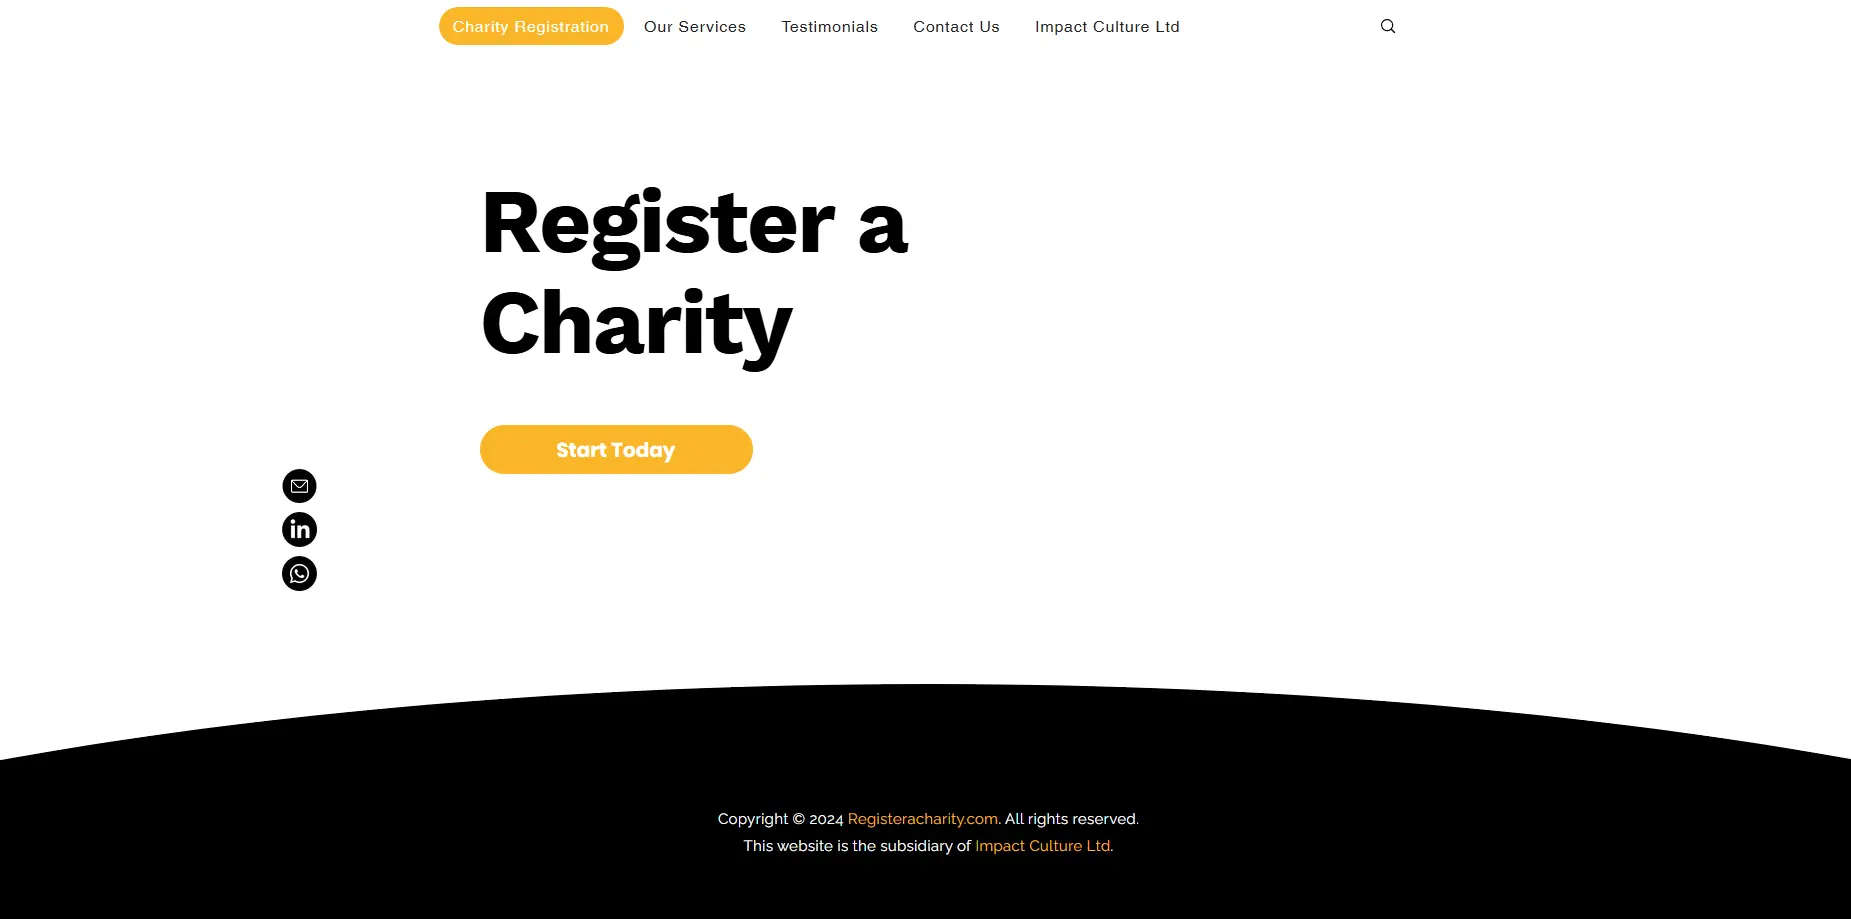 Charity Registration
Our Services
Testimonials
Contact Us
Impact Culture Ltd
Register a
Charity
Start Today
in
Copyright © 2024 Registeracharity.com. All rights reserved.
This website is the subsidiary of Impact Culture Ltd.